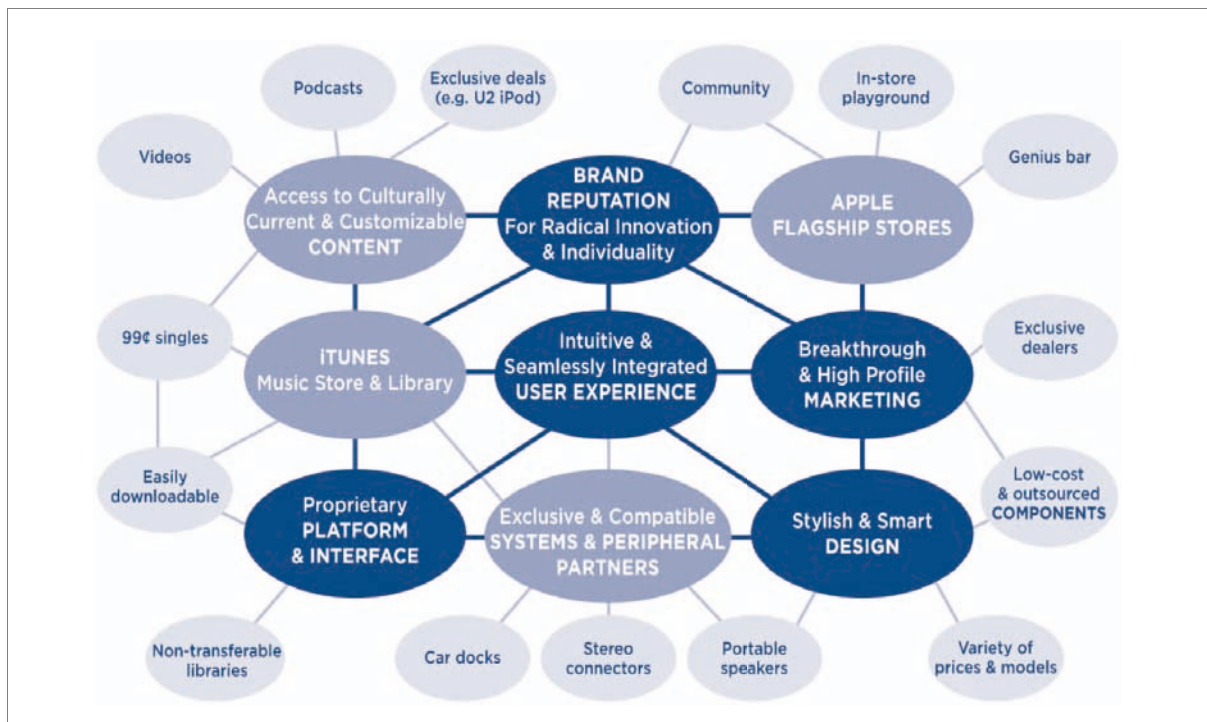 Podcasts
Exclusive deals
(e.g. U2 iPod)
Community
In-store
playground
Videos
Genius bar
Access to Culturally
Current & Customizable
CONTENT
BRAND
REPUTATION
For Radical Innovation
& Individuality
APPLE
FLAGSHIP STORES
99¢ singles
iTUNES
Music Store & Library
Intuitive &
Seamlessly Integrated
USER EXPERIENCE
Breakthrough
& High Profile
MARKETING
Exclusive
dealers
Easily
downloadable
Proprietary
PLATFORM
& INTERFACE
Exclusive & Compatible
SYSTEMS & PERIPHERAL
PARTNERS
Stylish & Smart
DESIGN
Low-cost
& outsourced
COMPONENTS
Non-transferable
libraries
Car docks
Stereo
connectors
Portable
speakers
Variety of
prices & models